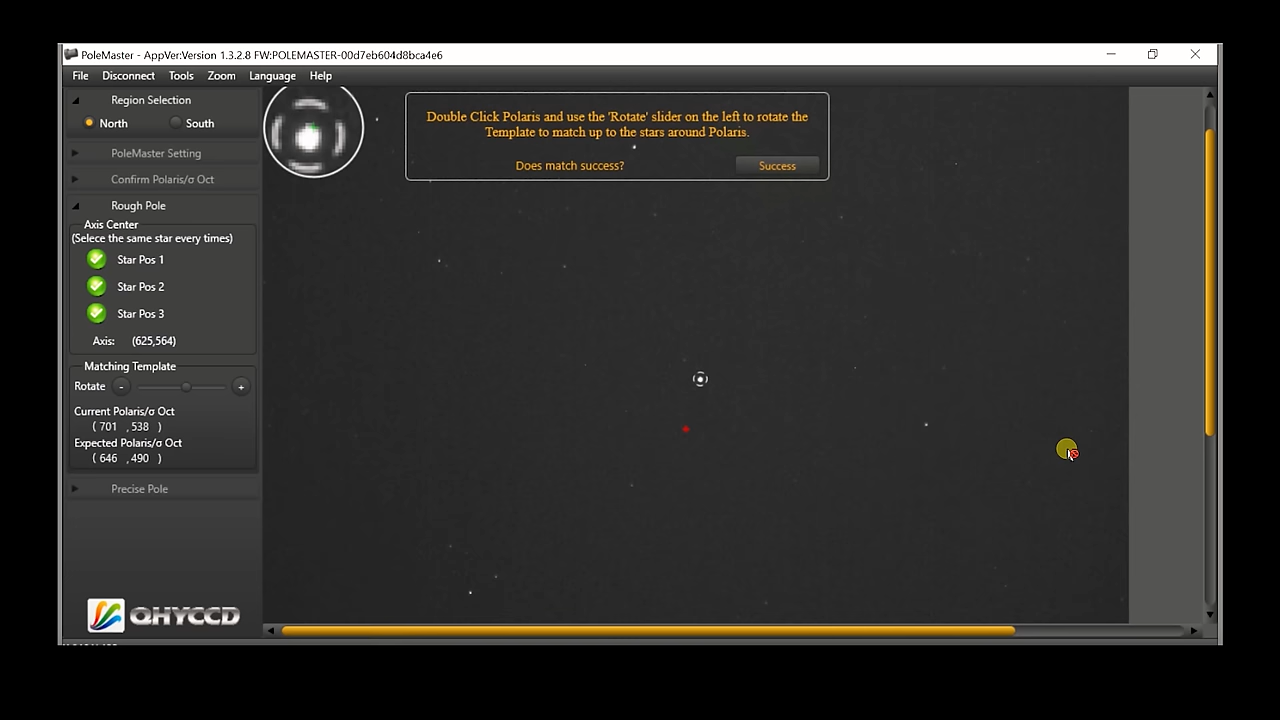 PoleMaster - AppVer:Version 1.3.2.8 FW:POLEMASTER-00d7eb604d8bca4e6
File Disconnect Tools Zoom Language Help
Region Selection
North South
PoleMaster Setting
Confirm Polaris/σ Oct
Rough Pole
Axis Center
(Selece the same star every times)
Star Pos 1
Star Pos 2
Star Pos 3
Axis: (625,564)
Matching Template
Rotate - +
Current Polaris/σ Oct
( 701 , 538 )
Expected Polaris/σ Oct
( 646 , 490 )
Precise Pole
QHYCCD
Double Click Polaris and use the 'Rotate' slider on the left to rotate the
Template to match up to the stars around Polaris.
Does match success? Success